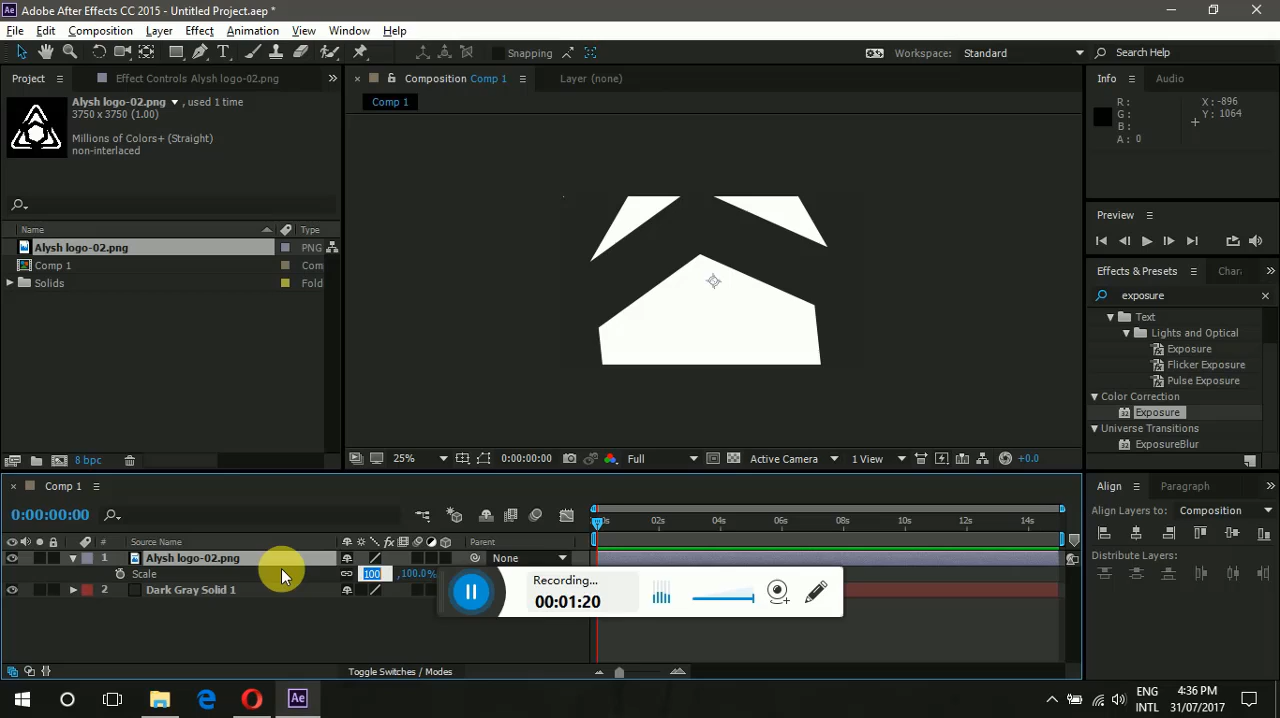 Adobe After Effects CC 2015 - Untitled Project.aep *
File Edit Composition Layer Effect Animation View Window Help
Snapping
Workspace: Standard
Search Help
Project
Effect Controls Alysh logo-02.png
Composition Comp 1
Layer (none)
Info
Audio
Alysh logo-02.png , used 1 time
3750 x 3750 (1.00)
Millions of Colors+ (Straight)
non-interlaced
Comp 1
R :
G :
B :
A : 0
X : -896
Y : 1064
Name
Type
Alysh logo-02.png
PNG
Comp 1
Com
Solids
Fold
Preview
Effects & Presets
Chara
exposure
Text
Lights and Optical
Exposure
Flicker Exposure
Pulse Exposure
Color Correction
32 Exposure
Universe Transitions
32 ExposureBlur
8 bpc
25%
0:00:00:00
Full
Active Camera
1 View
+0.0
Comp 1
0:00:00:00
# Source Name
Parent
02s 04s 06s 08s 10s 12s 14s
1 Alysh logo-02.png
None
Scale
100 ,100.0%
2 Dark Gray Solid 1
Recording...
00:01:20
Toggle Switches / Modes
Align
Paragraph
Align Layers to: Composition
Distribute Layers:
ENG
INTL
4:36 PM
31/07/2017